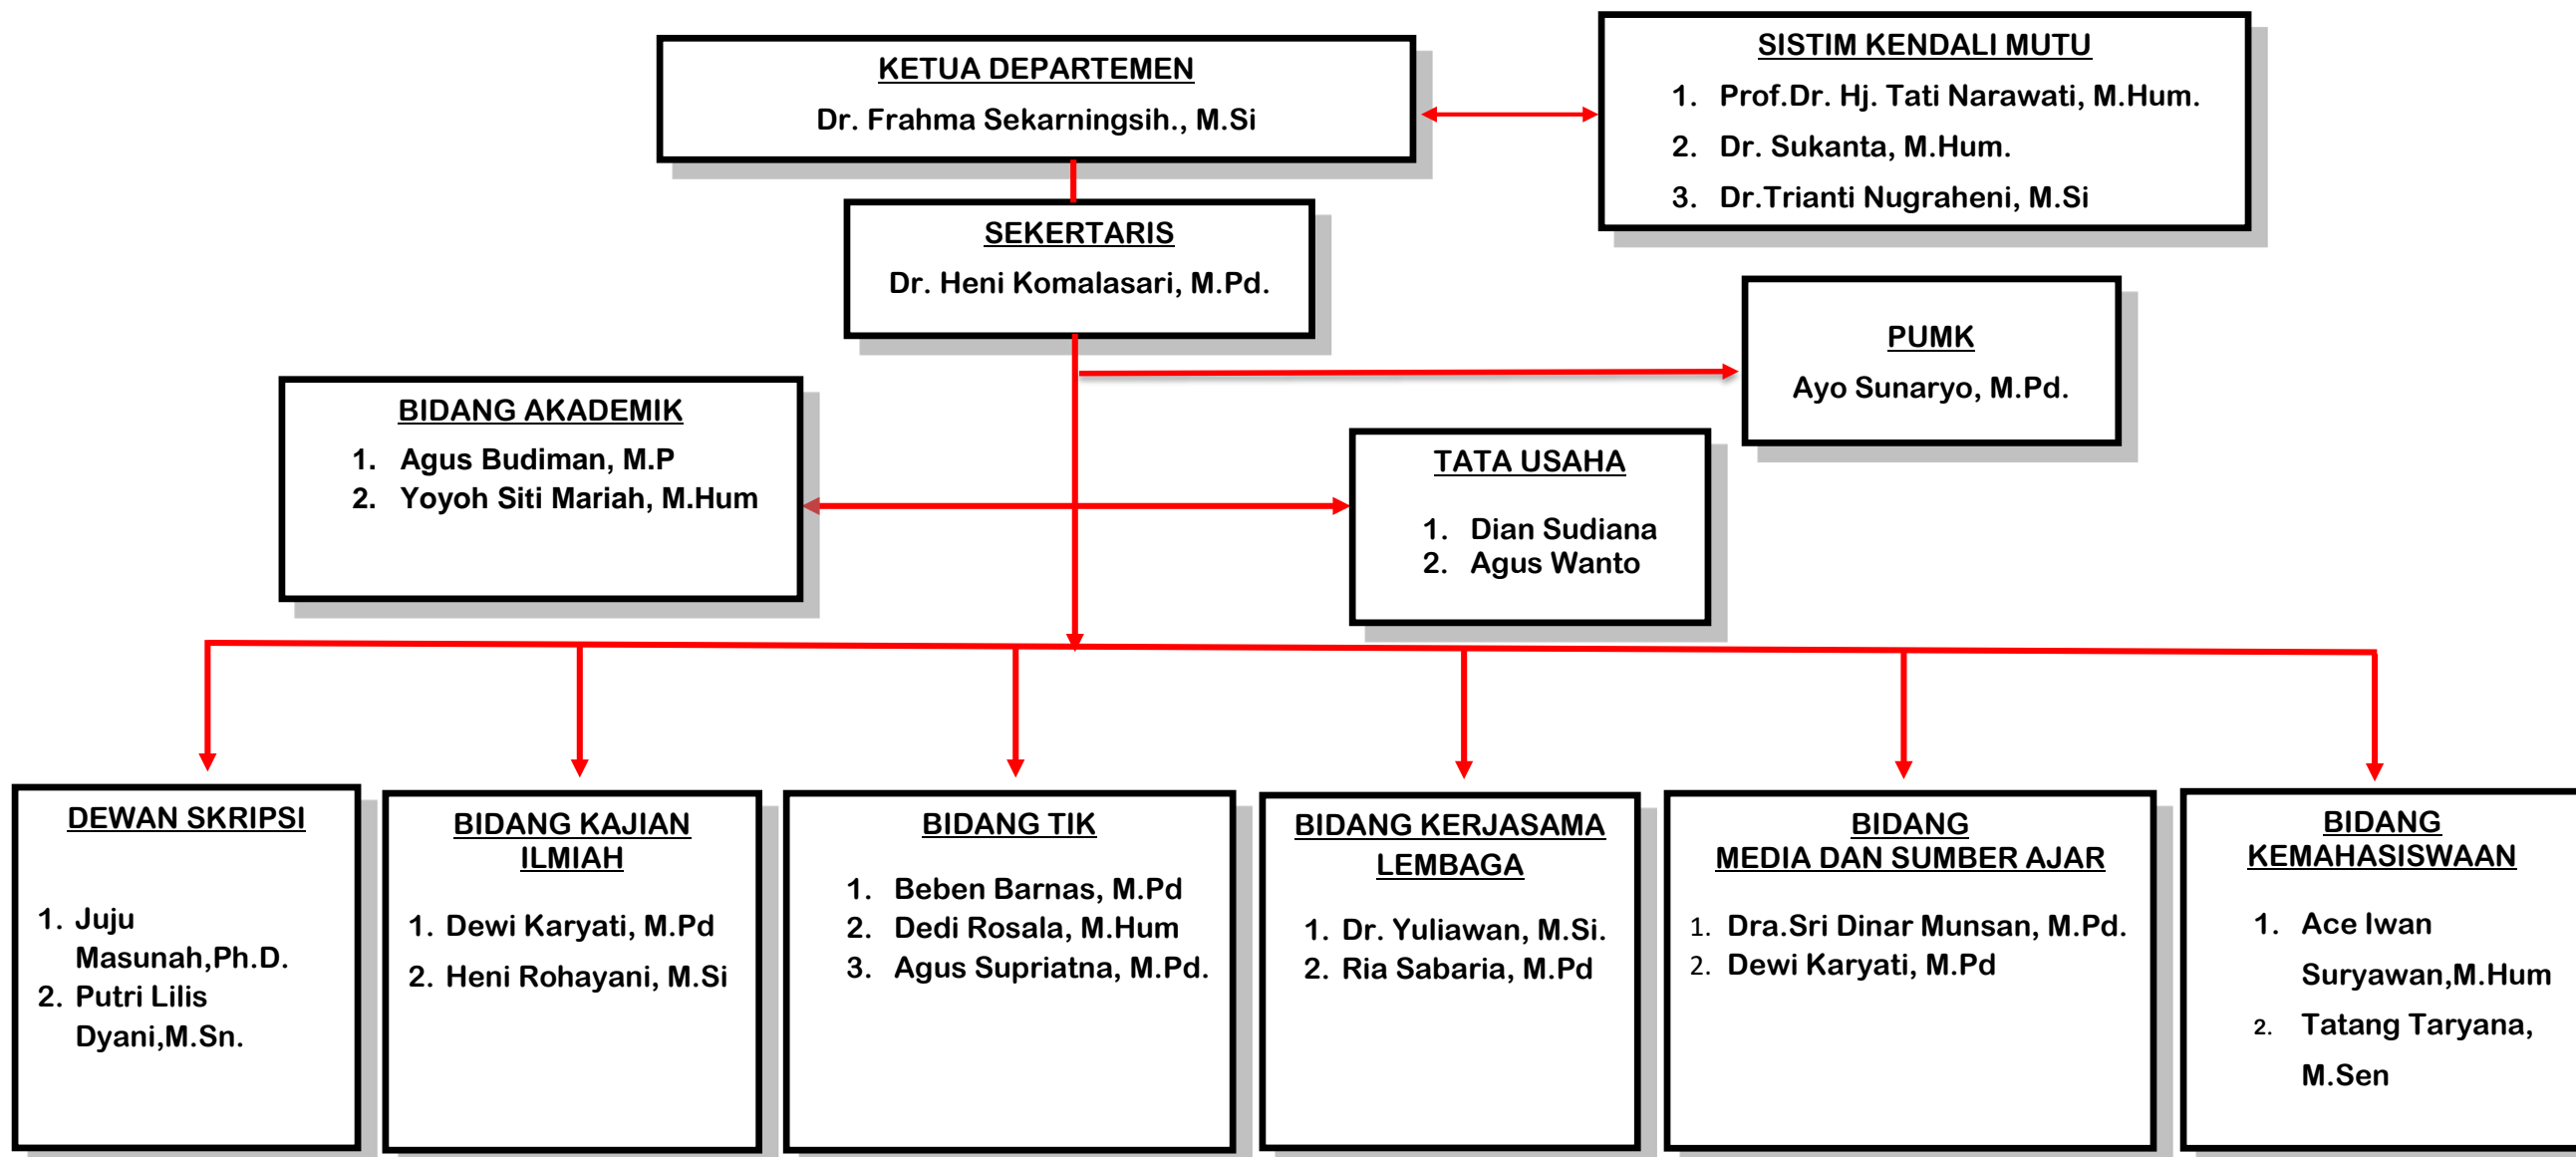 KETUA DEPARTEMEN
Dr. Frahma Sekarningsih., M.Si
SISTIM KENDALI MUTU
1. Prof.Dr. Hj. Tati Narawati, M.Hum.
2. Dr. Sukanta, M.Hum.
3. Dr.Trianti Nugraheni, M.Si
SEKERTARIS
Dr. Heni Komalasari, M.Pd.
PUMK
Ayo Sunaryo, M.Pd.
BIDANG AKADEMIK
1. Agus Budiman, M.P
2. Yoyoh Siti Mariah, M.Hum
TATA USAHA
1. Dian Sudiana
2. Agus Wanto
DEWAN SKRIPSI
1. Juju
Masunah,Ph.D.
2. Putri Lilis
Dyani,M.Sn.
BIDANG KAJIAN
ILMIAH
1. Dewi Karyati, M.Pd
2. Heni Rohayani, M.Si
BIDANG TIK
1. Beben Barnas, M.Pd
2. Dedi Rosala, M.Hum
3. Agus Supriatna, M.Pd.
BIDANG KERJASAMA
LEMBAGA
1. Dr. Yuliawan, M.Si.
2. Ria Sabaria, M.Pd
BIDANG
MEDIA DAN SUMBER AJAR
1. Dra.Sri Dinar Munsan, M.Pd.
2. Dewi Karyati, M.Pd
BIDANG
KEMAHASISWAAN
1. Ace Iwan
Suryawan,M.Hum
2. Tatang Taryana,
M.Sen